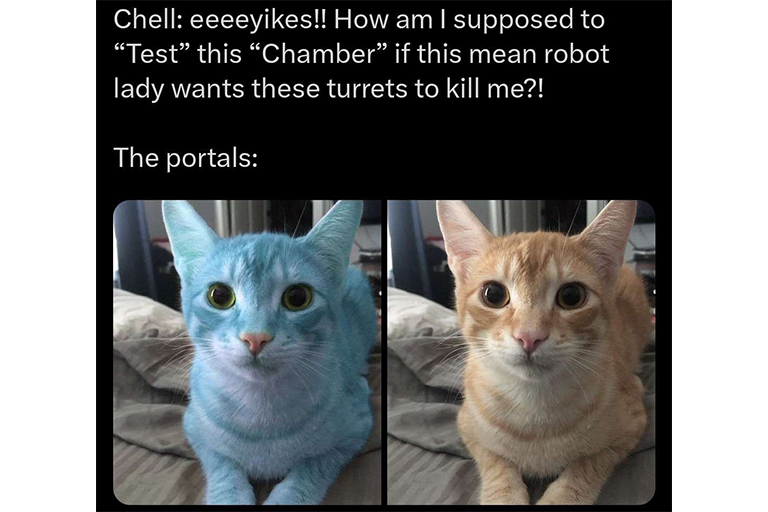 Chell: eeeeyikes!! How am I supposed to
“Test” this “Chamber” if this mean robot
lady wants these turrets to kill me?!
The portals: